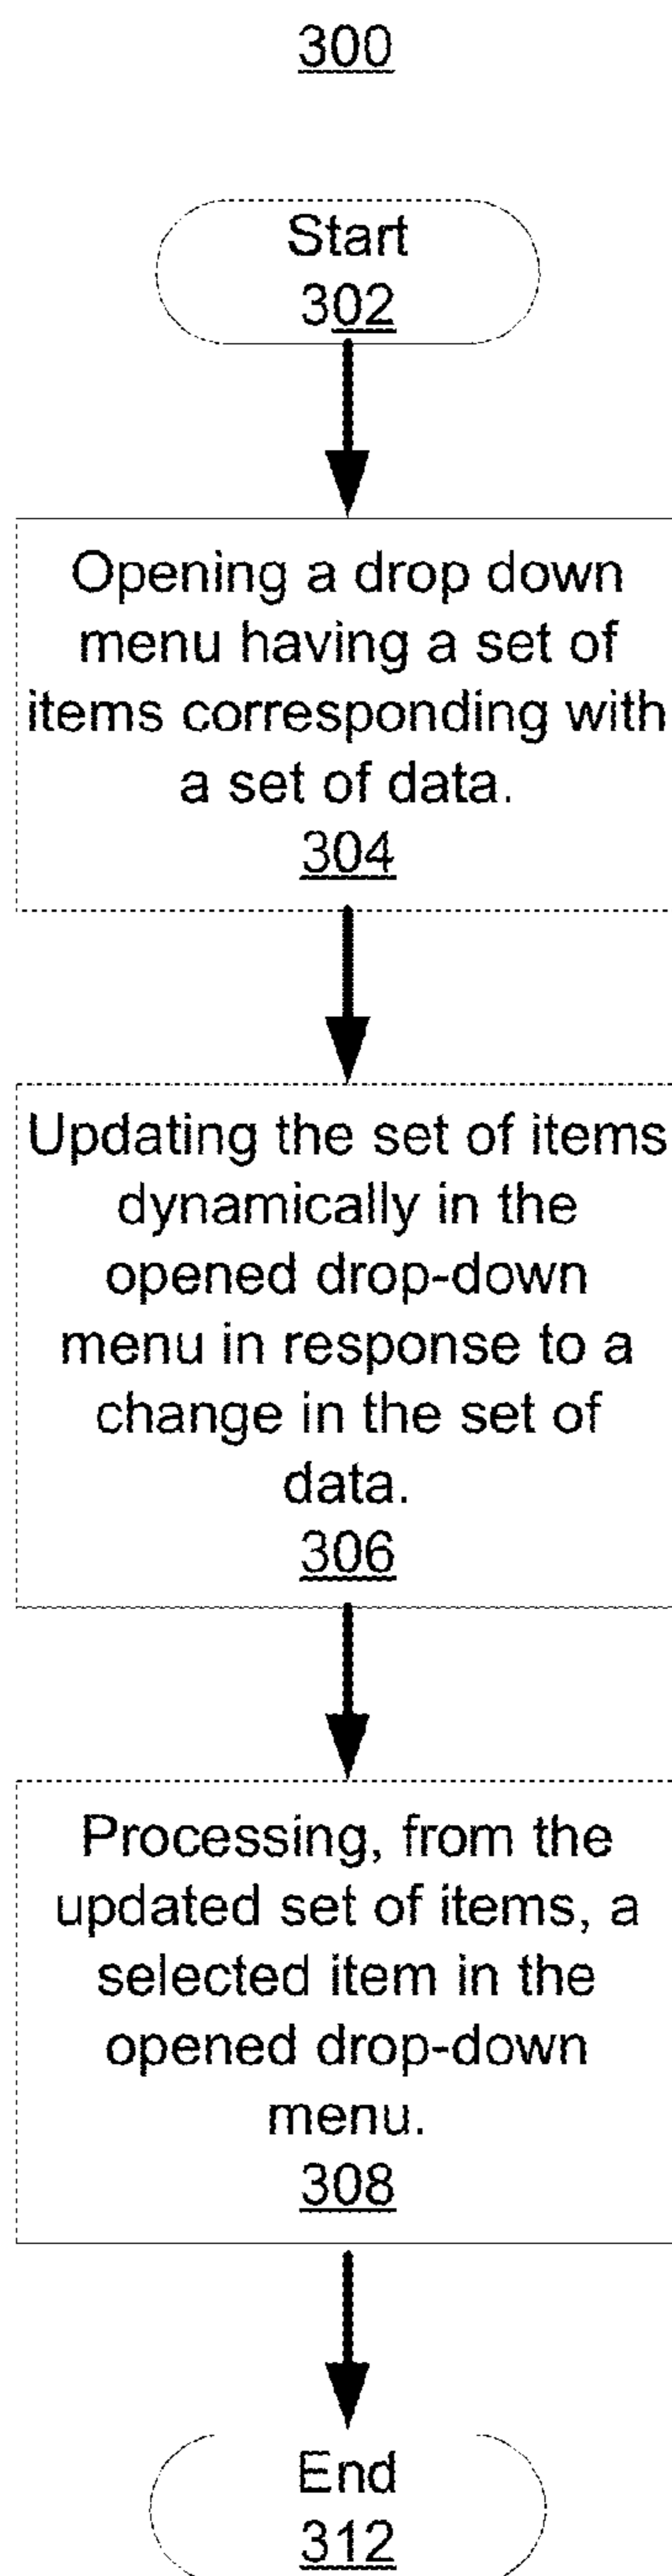 300
Start
302
Opening a drop down
menu having a set of
items corresponding with
a set of data.
304
Updating the set of items
dynamically in the
opened drop-down
menu in response to a
change in the set of
data.
306
Processing, from the
updated set of items, a
selected item in the
opened drop-down
menu.
308
End
312